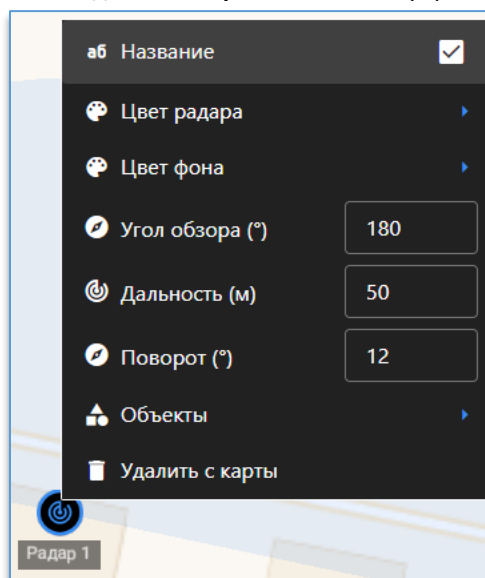 аб Название
Цвет радара
Цвет фона
Угол обзора (°) 180
Дальность (м) 50
Поворот (°) 12
Объекты
Удалить с карты
Радар 1